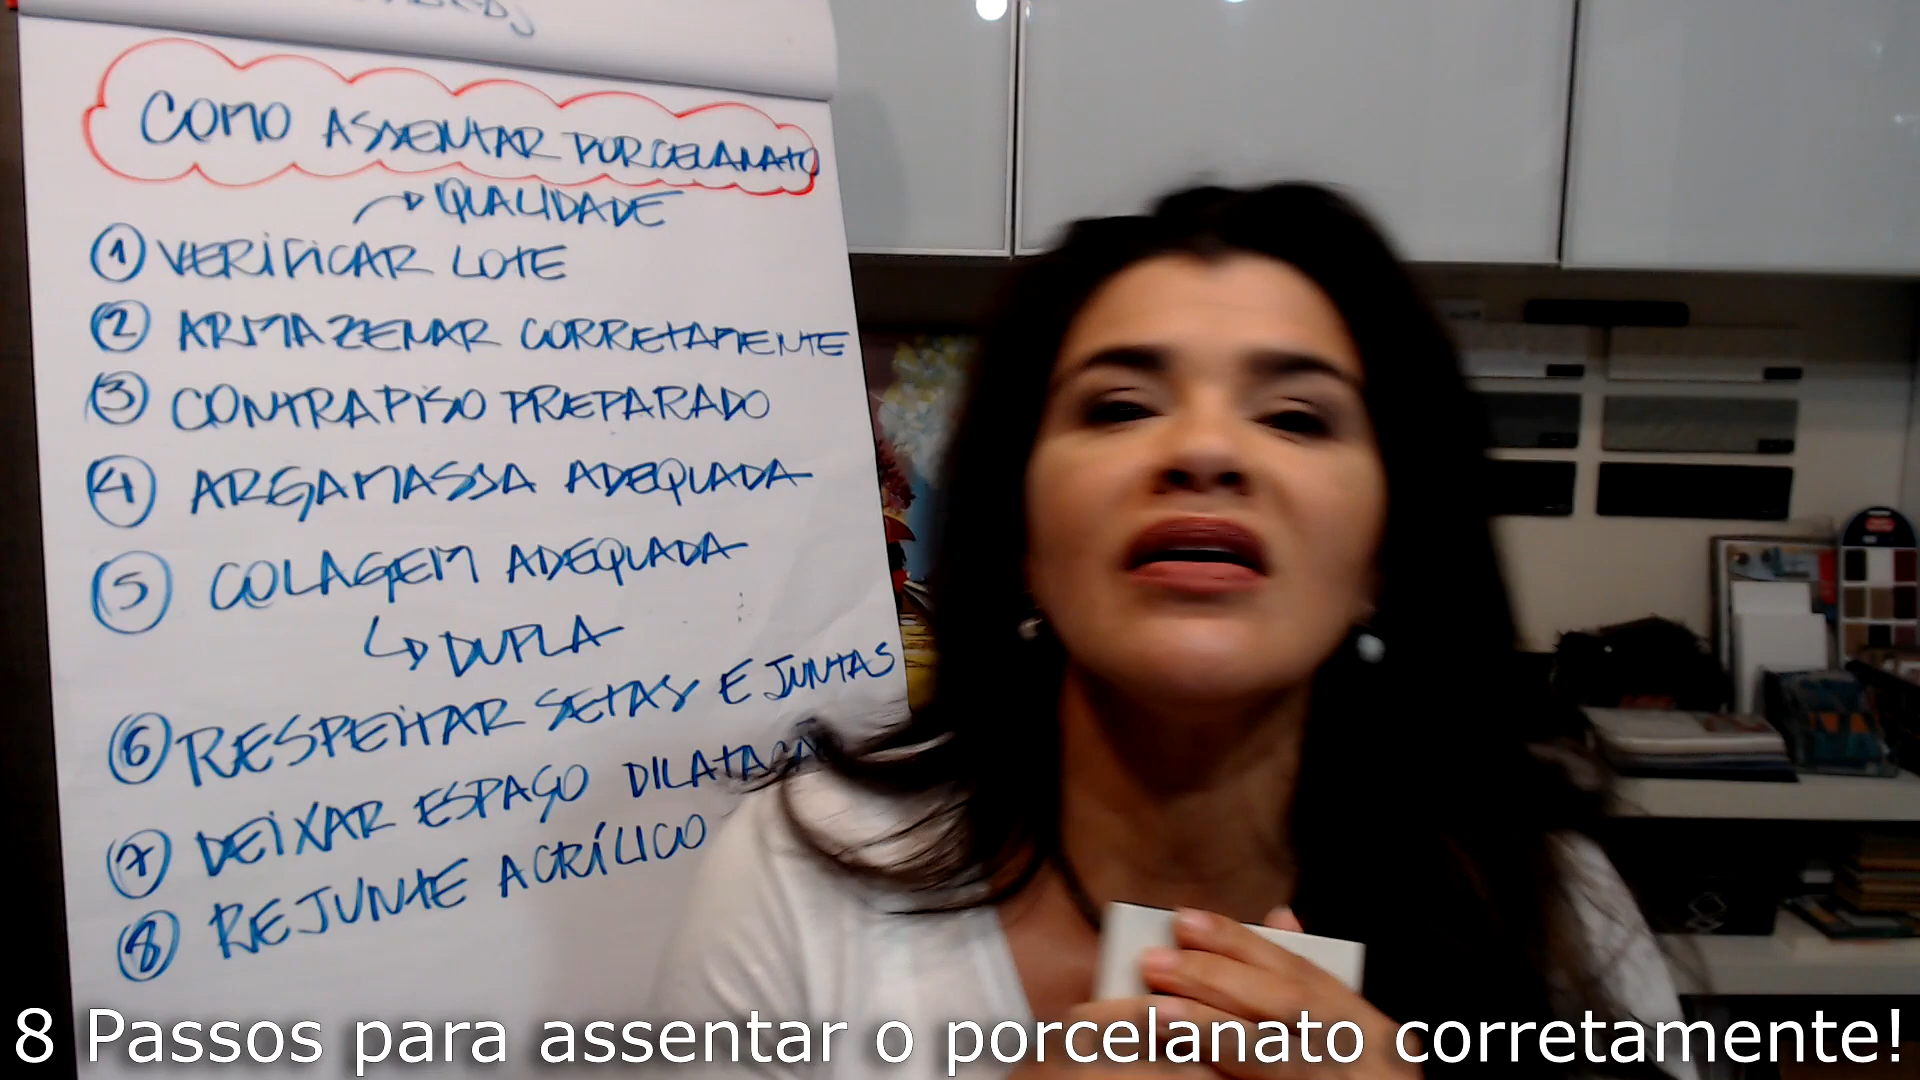 COMO ASSENTAR PORCELANATO
QUALIDADE
1 VERIFICAR LOTE
2 ARMAZENAR CORRETAMENTE
3 CONTRAPISO PREPARADO
4 ARGAMASSA ADEQUADA
5 COLAGEM ADEQUADA
DUPLA
6 RESPEITAR SETAS E JUNTAS
7 DEIXAR ESPAÇO DILATAÇÃO
8 REJUNTE ACRÍLICO
8 Passos para assentar o porcelanato corretamente!